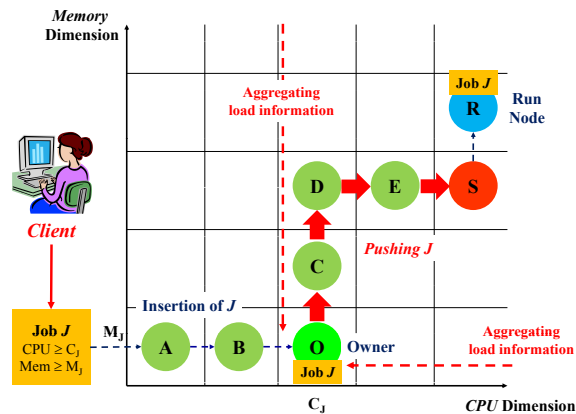 Memory
Dimension
Job J
Aggregating
load information
R
Run
Node
D
E
S
Client
C
Pushing J
Insertion of J
Job J
CPU ≥ CJ
Mem ≥ MJ
MJ
A
B
O
Owner
Job J
Aggregating
load information
CJ
CPU Dimension